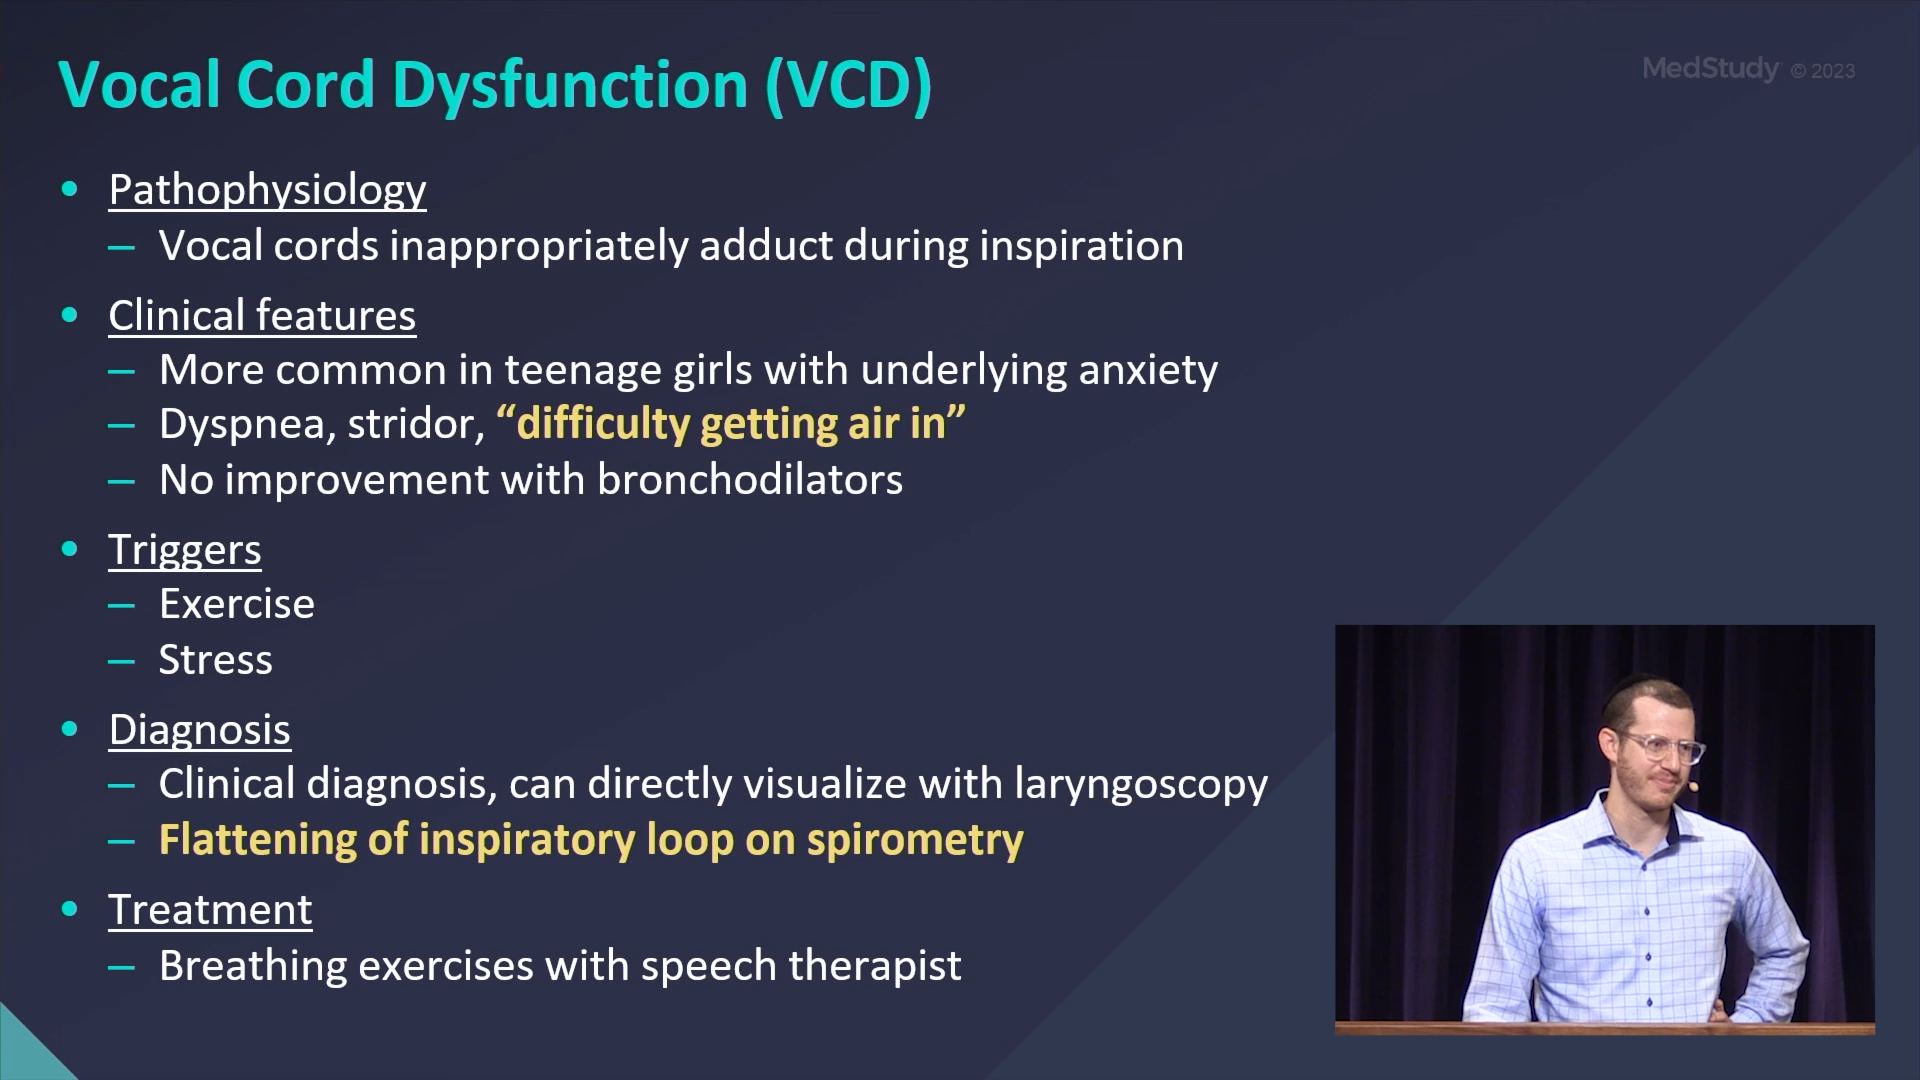 Vocal Cord Dysfunction (VCD)
MedStudy © 2023
• Pathophysiology
– Vocal cords inappropriately adduct during inspiration
• Clinical features
– More common in teenage girls with underlying anxiety
– Dyspnea, stridor, “difficulty getting air in”
– No improvement with bronchodilators
• Triggers
– Exercise
– Stress
• Diagnosis
– Clinical diagnosis, can directly visualize with laryngoscopy
– Flattening of inspiratory loop on spirometry
• Treatment
– Breathing exercises with speech therapist